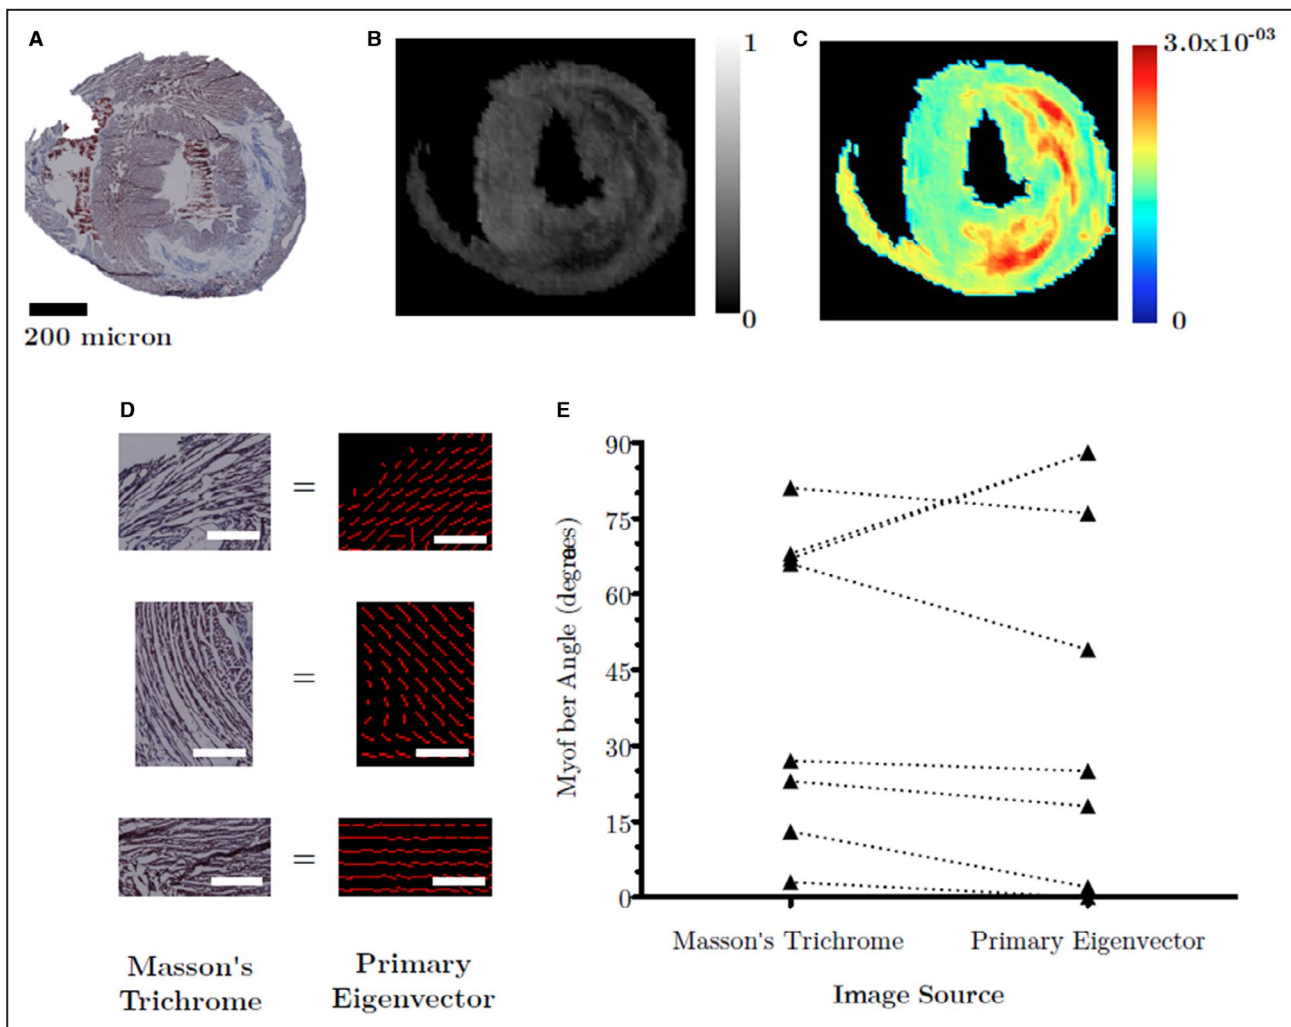 A
B
C
1
0
3.0x10⁻⁰³
0
200 micron
D
=
=
=
Masson's
Trichrome
Primary
Eigenvector
E
Myof ber Angle (degrees)
90
75
60
45
30
15
0
Masson's Trichrome
Primary Eigenvector
Image Source